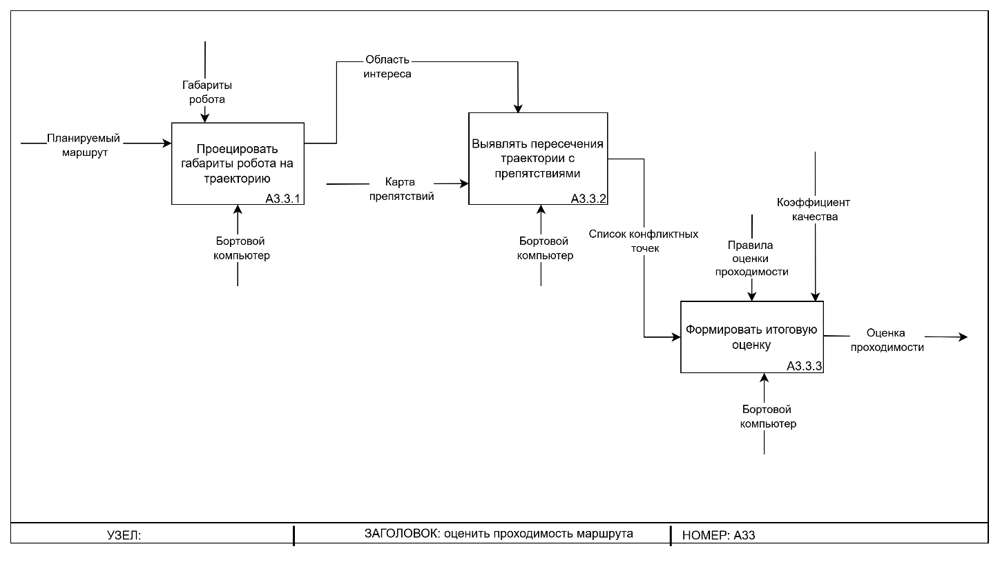 Область
интереса
Габариты
робота
Планируемый
маршрут
Проецировать
габариты робота на
траекторию
А3.3.1
Выявлять пересечения
траектории с
препятствиями
А3.3.2
Карта
препятствий
Коэффициент
качества
Бортовой
компьютер
Бортовой
компьютер
Список конфликтных
точек
Правила
оценки
проходимости
Формировать итоговую
оценку
А3.3.3
Оценка
проходимости
Бортовой
компьютер
УЗЕЛ:
ЗАГОЛОВОК: оценить проходимость маршрута
НОМЕР: А33